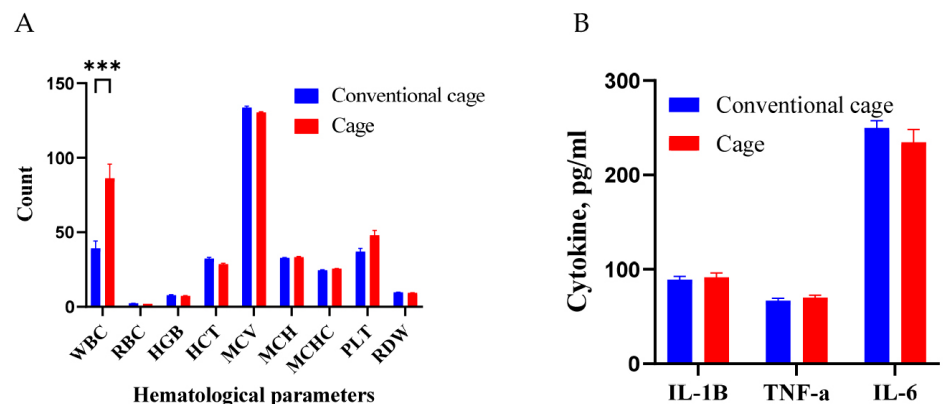 A
***
150
100
50
0
Count
Conventional cage
Cage
WBC
RBC
HGB
HCT
MCV
MCH
MCHC
PLT
RDW
Hematological parameters
B
300
200
100
0
Cytokine, pg/ml
Conventional cage
Cage
IL-1B
TNF-a
IL-6